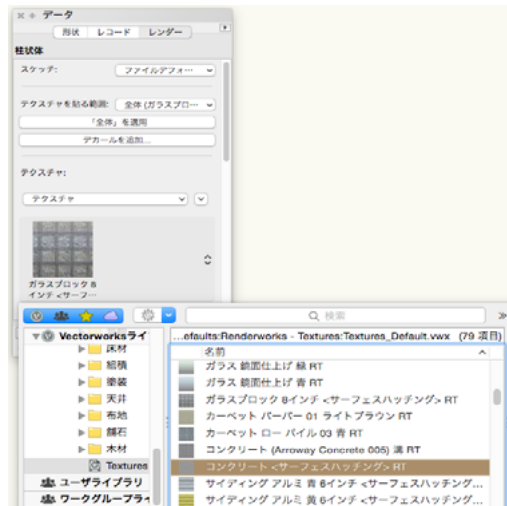 データ
形状 レコード レンダー
柱状体
スケッチ: ファイルデフォ…
テクスチャを貼る範囲: 全体 (ガラスブロ…
「全体」を適用
デカールを追加...
テクスチャ:
テクスチャ
ガラスブロック 8
インチ <サーフ…
検索
Vectorworksライ
床材
組積
塗装
天井
布地
舗石
木材
Textures
ユーザライブラリ
ワークグループライ
...efaults:Renderworks - Textures:Textures_Default.vwx (79 項目)
名前
ガラス 鏡面仕上げ 緑 RT
ガラス 鏡面仕上げ 青 RT
ガラスブロック 8インチ <サーフェスハッチング> RT
カーペット バーバー 01 ライトブラウン RT
カーペット ロー パイル 03 青 RT
コンクリート (Arroway Concrete 005) 溝 RT
コンクリート <サーフェスハッチング> RT
サイディング アルミ 青 6インチ <サーフェスハッチング...
サイディング アルミ 黄 6インチ <サーフェスハッチング...